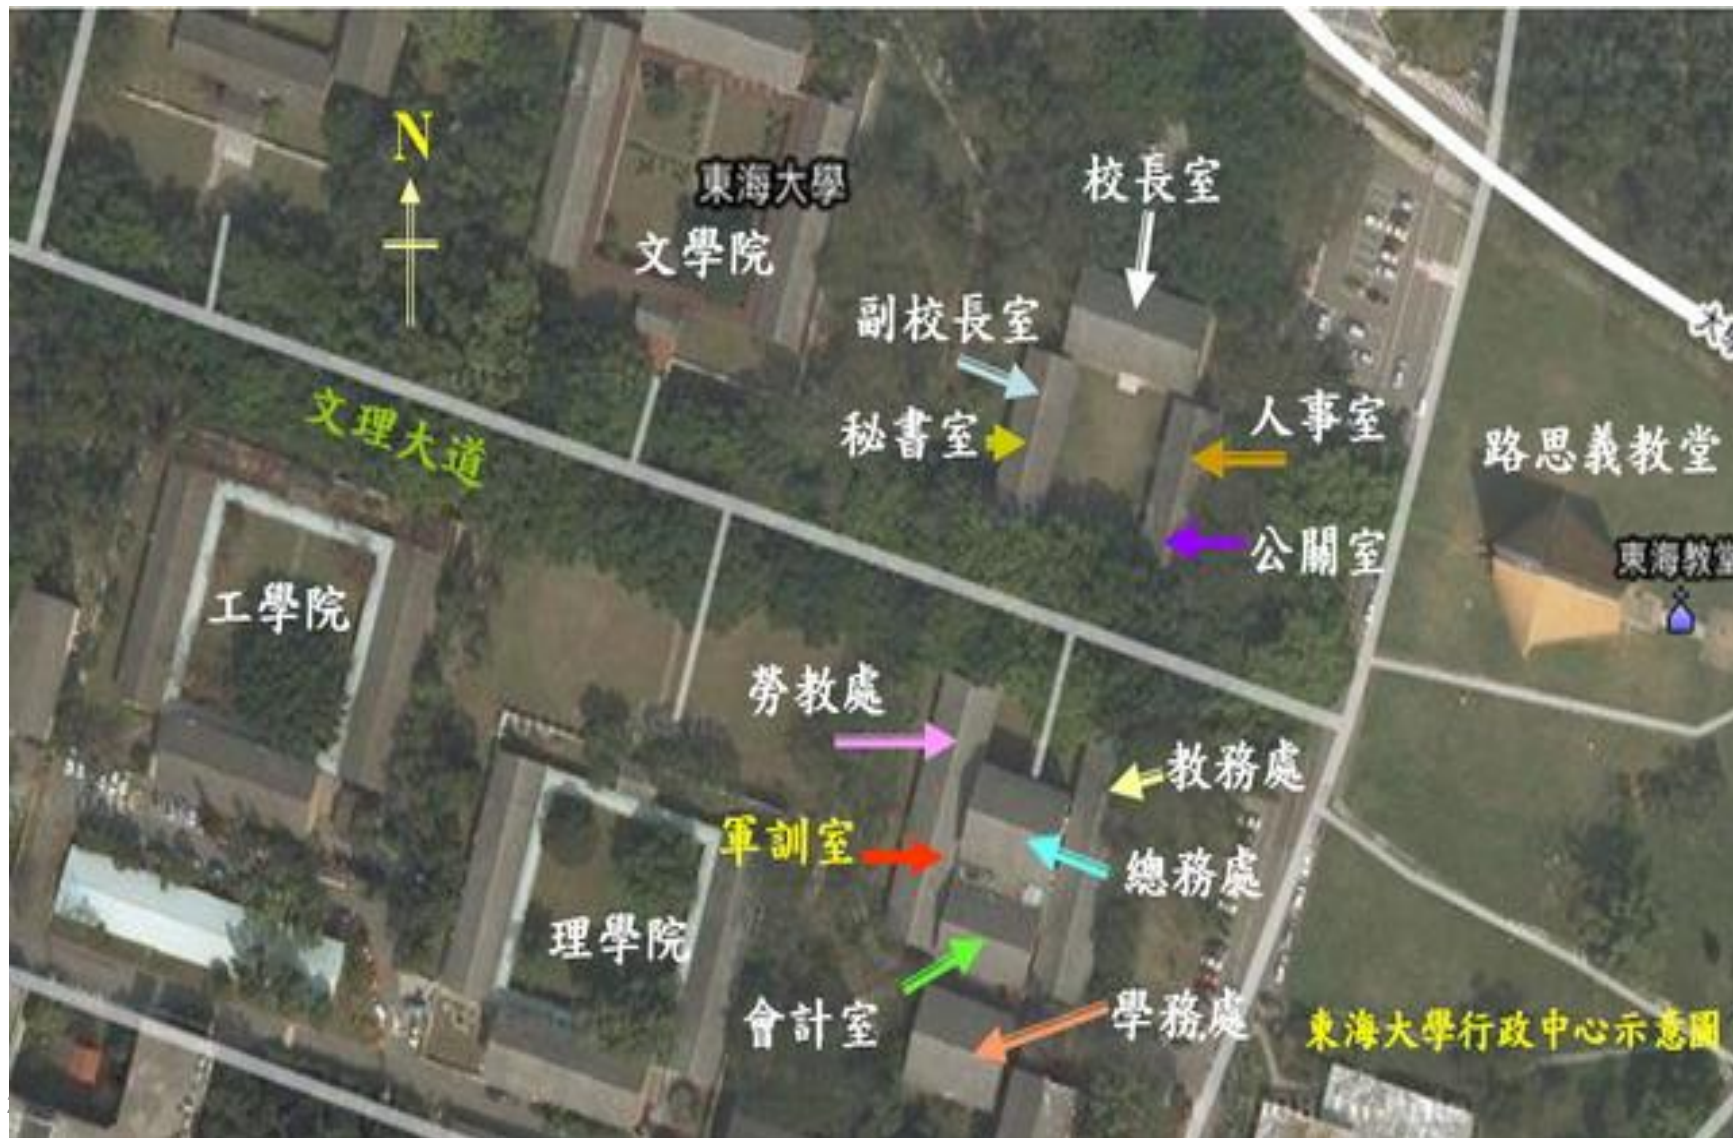 N
東海大學
校長室
文學院
副校長室
文理大道
秘書室
人事室
路思義教堂
公關室
東海教堂
工學院
勞教處
教務處
軍訓室
總務處
理學院
會計室
學務處
東海大學行政中心示意圖